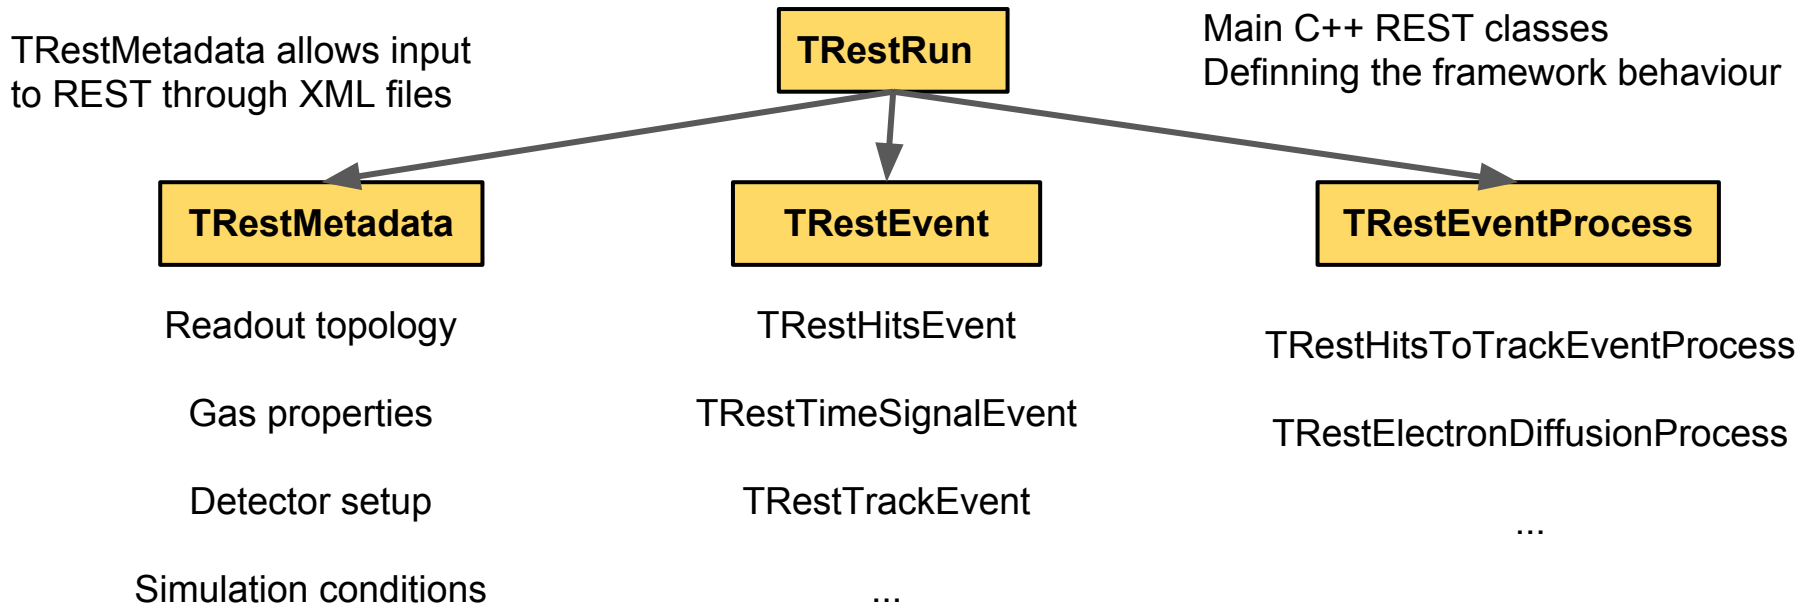 TRestMetadata allows input
to REST through XML files
TRestRun
Main C++ REST classes
Definning the framework behaviour
TRestMetadata
TRestEvent
TRestEventProcess
Readout topology
Gas properties
Detector setup
Simulation conditions
TRestHitsEvent
TRestTimeSignalEvent
TRestTrackEvent
...
TRestHitsToTrackEventProcess
TRestElectronDiffusionProcess
...